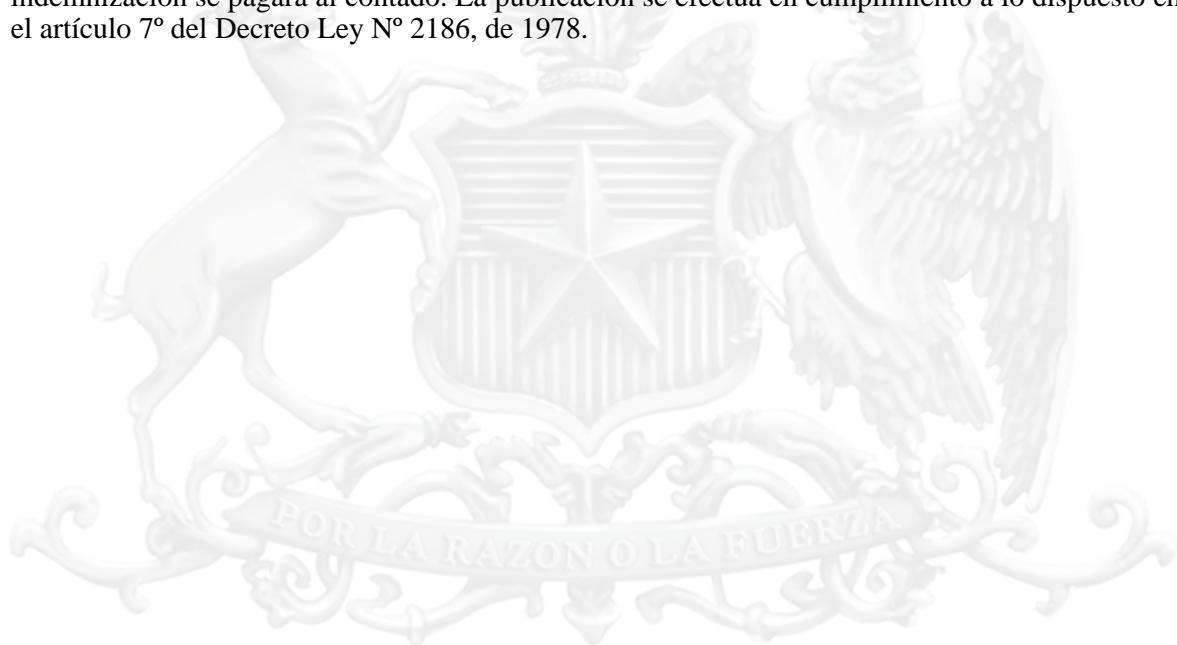 indemnización se pagará al contado. La publicación se efectúa en cumplimiento a lo dispuesto en
el artículo 7º del Decreto Ley Nº 2186, de 1978.
POR LA RAZON O LA FUERZA